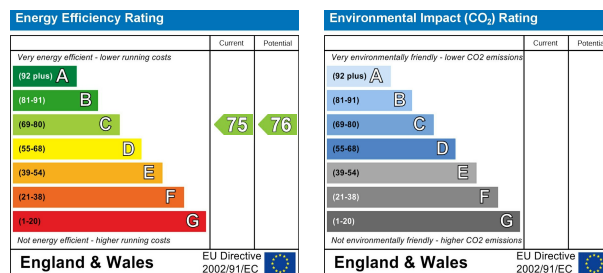 Energy Efficiency Rating
Current Potential
Very energy efficient - lower running costs
(92 plus) A
(81-91) B
(69-80) C 75 76
(55-68) D
(39-54) E
(21-38) F
(1-20) G
Not energy efficient - higher running costs
England & Wales
EU Directive
2002/91/EC
Environmental Impact (CO2) Rating
Current Potentia
Very environmentally friendly - lower CO2 emissions
(92 plus) A
(81-91) B
(69-80) C
(55-68) D
(39-54) E
(21-38) F
(1-20) G
Not environmentally friendly - higher CO2 emissions
England & Wales
EU Directive
2002/91/EC